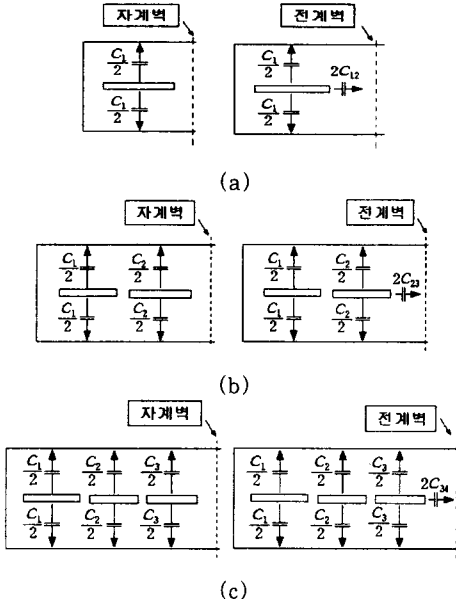 자계벽 전계벽
C₁/2 C₁/2 2C₁₂
C₁/2 C₁/2
(a)
자계벽 전계벽
C₁/2 C₂/2 C₁/2 C₂/2 2C₂₃
C₁/2 C₂/2 C₁/2 C₂/2
(b)
자계벽 전계벽
C₁/2 C₂/2 C₃/2 C₁/2 C₂/2 C₃/2 2C₃₄
C₁/2 C₂/2 C₃/2 C₁/2 C₂/2 C₃/2
(c)